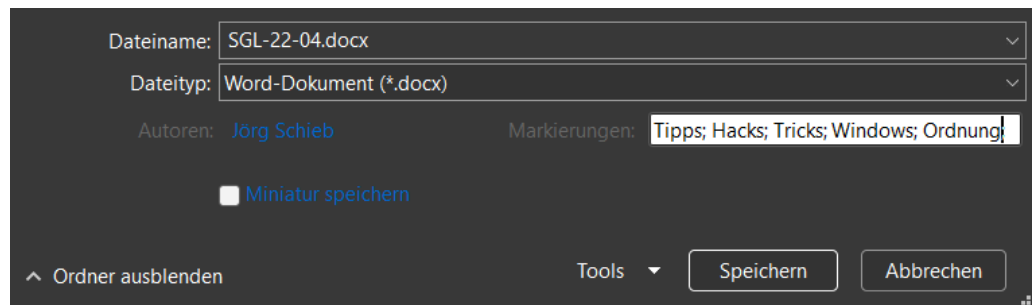 Dateiname: SGL-22-04.docx
Dateityp: Word-Dokument (*.docx)
Autoren: Jörg Schieb Markierungen: Tipps; Hacks; Tricks; Windows; Ordnung
Miniatur speichern
Ordner ausblenden Tools Speichern Abbrechen